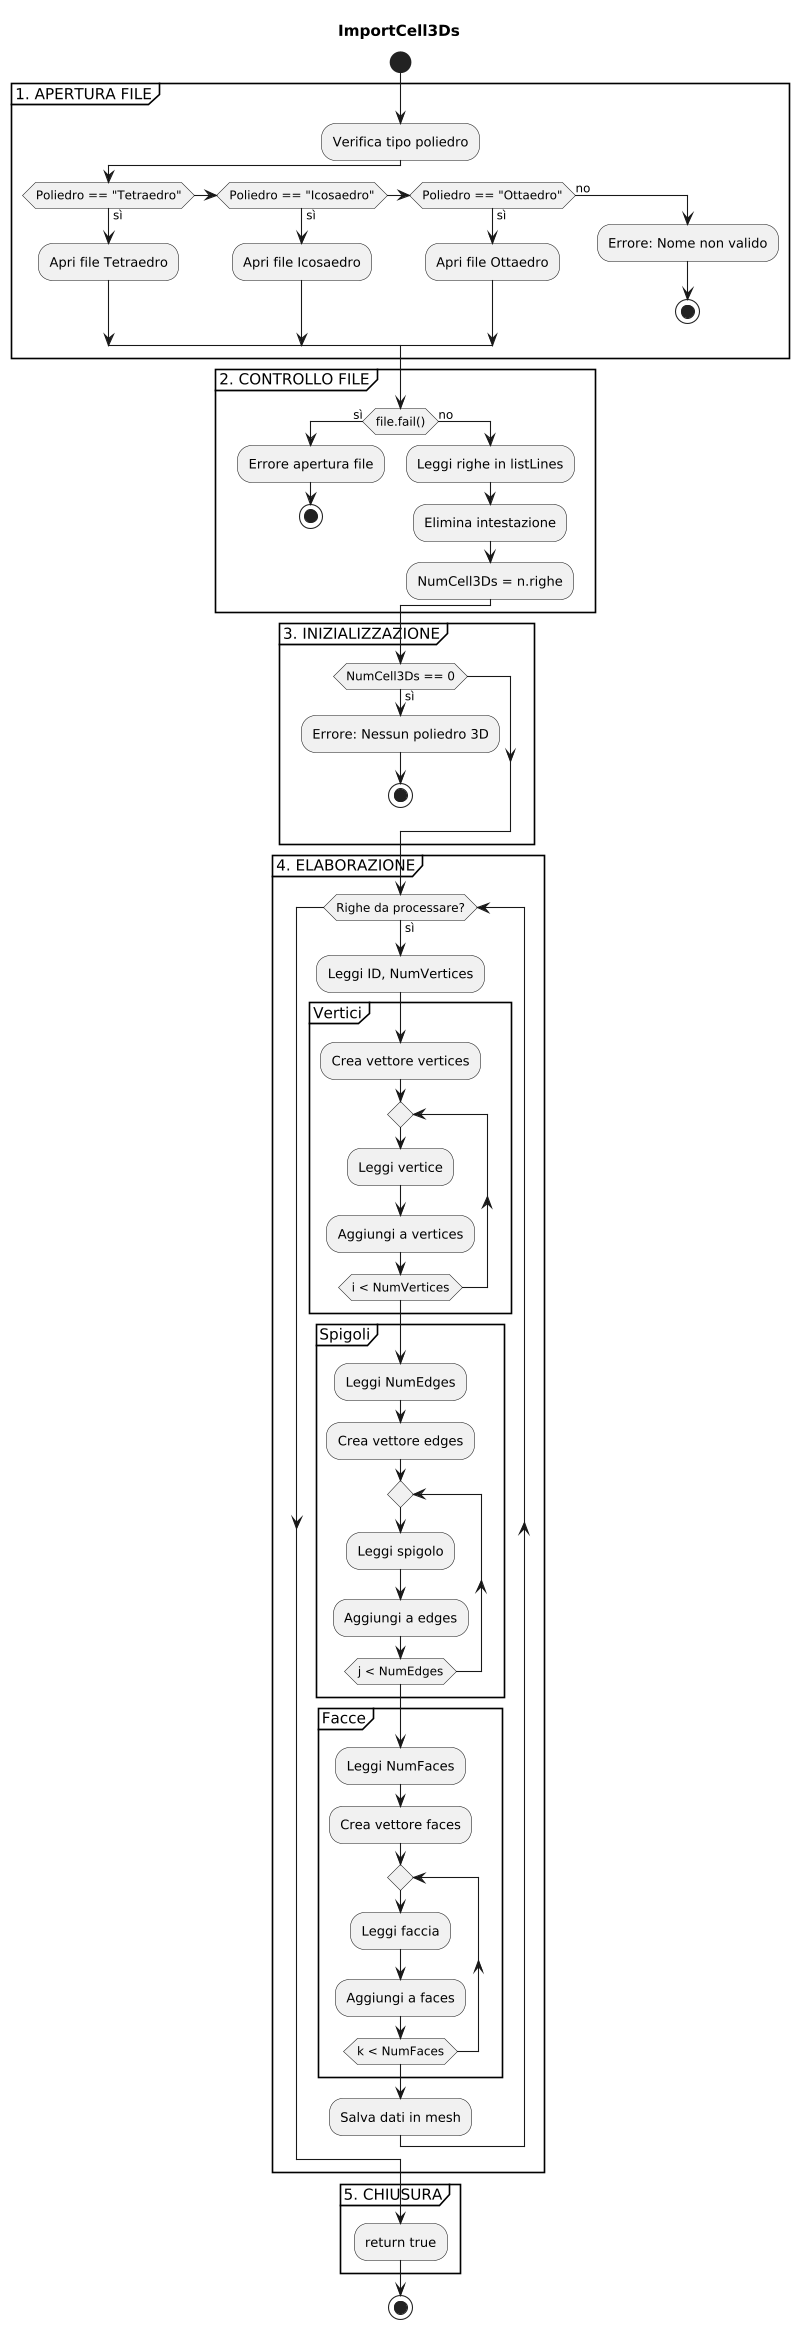 ImportCell3Ds
1. APERTURA FILE
Verifica tipo poliedro
Poliedro == "Tetraedro"
Poliedro == "Icosaedro"
Poliedro == "Ottaedro"
no
sì
sì
sì
Errore: Nome non valido
Apri file Tetraedro
Apri file Icosaedro
Apri file Ottaedro
2. CONTROLLO FILE
sì
file.fail()
no
Errore apertura file
Leggi righe in listLines
Elimina intestazione
NumCell3Ds = n.righe
3. INIZIALIZZAZIONE
NumCell3Ds == 0
sì
Errore: Nessun poliedro 3D
4. ELABORAZIONE
Righe da processare?
sì
Leggi ID, NumVertices
Vertici
Crea vettore vertices
Leggi vertice
Aggiungi a vertices
i < NumVertices
Spigoli
Leggi NumEdges
Crea vettore edges
Leggi spigolo
Aggiungi a edges
j < NumEdges
Facce
Leggi NumFaces
Crea vettore faces
Leggi faccia
Aggiungi a faces
k < NumFaces
Salva dati in mesh
5. CHIUSURA
return true